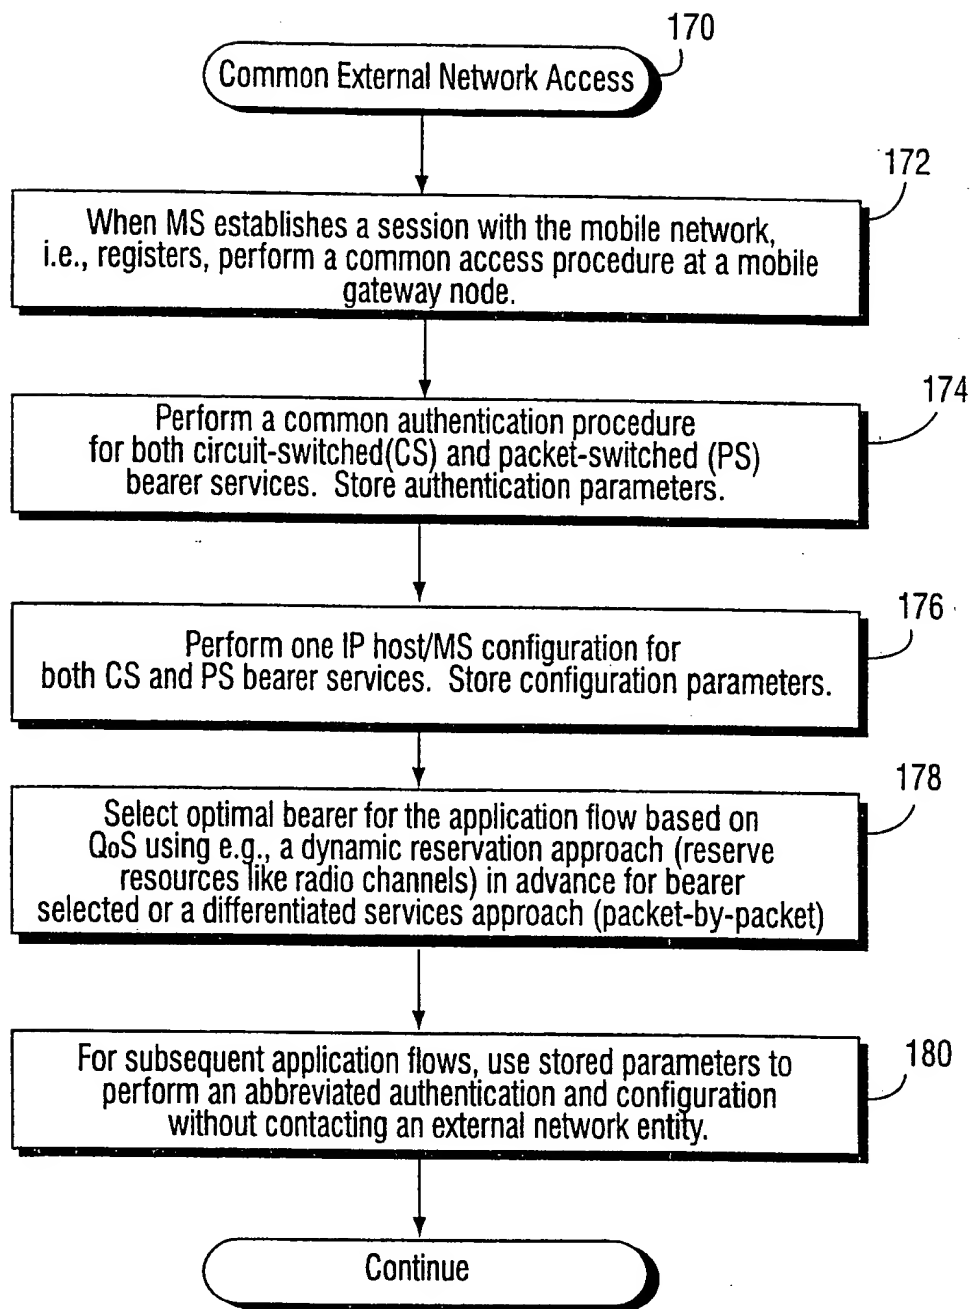 170
Common External Network Access
172
When MS establishes a session with the mobile network,
i.e., registers, perform a common access procedure at a mobile
gateway node.
174
Perform a common authentication procedure
for both circuit-switched(CS) and packet-switched (PS)
bearer services. Store authentication parameters.
176
Perform one IP host/MS configuration for
both CS and PS bearer services. Store configuration parameters.
178
Select optimal bearer for the application flow based on
QoS using e.g., a dynamic reservation approach (reserve
resources like radio channels) in advance for bearer
selected or a differentiated services approach (packet-by-packet)
180
For subsequent application flows, use stored parameters to
perform an abbreviated authentication and configuration
without contacting an external network entity.
Continue